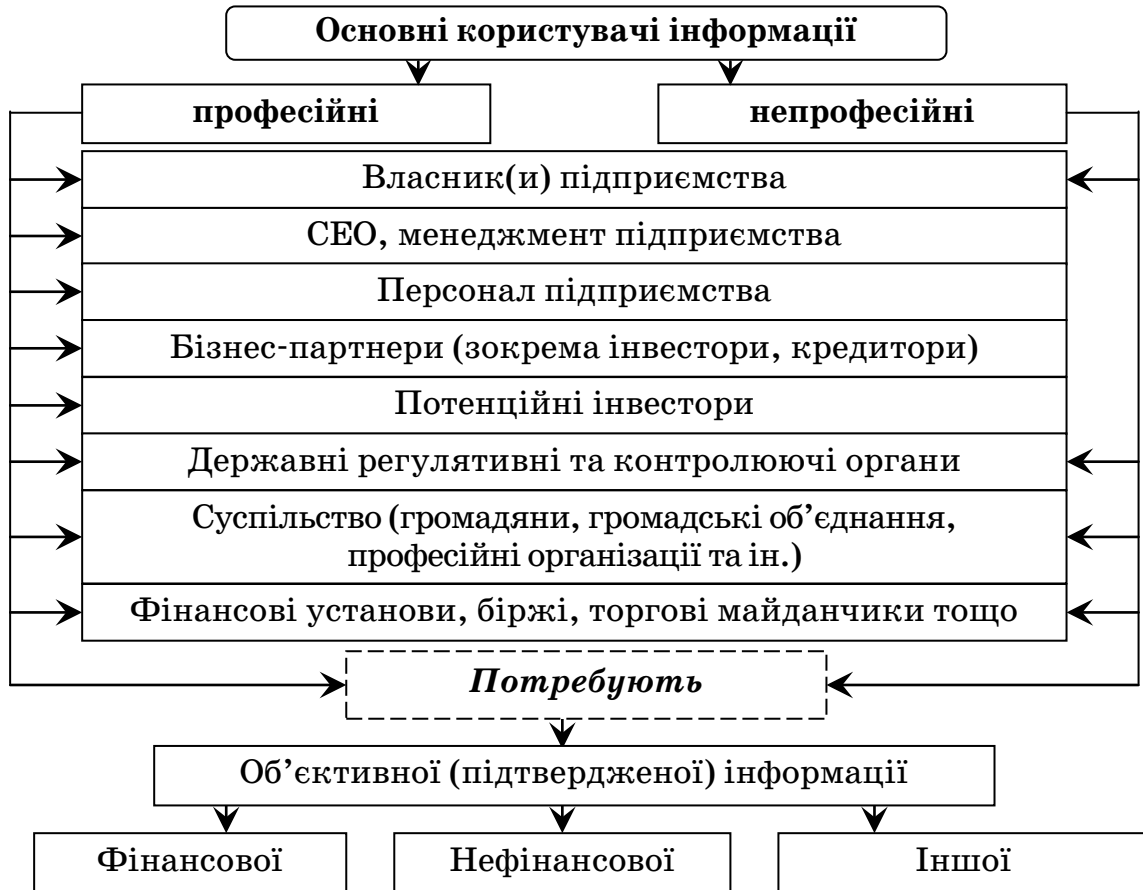 Основні користувачі інформації
професійні
непрофесійні
Власник(и) підприємства
СЕО, менеджмент підприємства
Персонал підприємства
Бізнес-партнери (зокрема інвестори, кредитори)
Потенційні інвестори
Державні регулятивні та контролюючі органи
Суспільство (громадяни, громадські об’єднання,
професійні організації та ін.)
Фінансові установи, біржі, торгові майданчики тощо
Потребують
Об’єктивної (підтвердженої) інформації
Фінансової
Нефінансової
Іншої